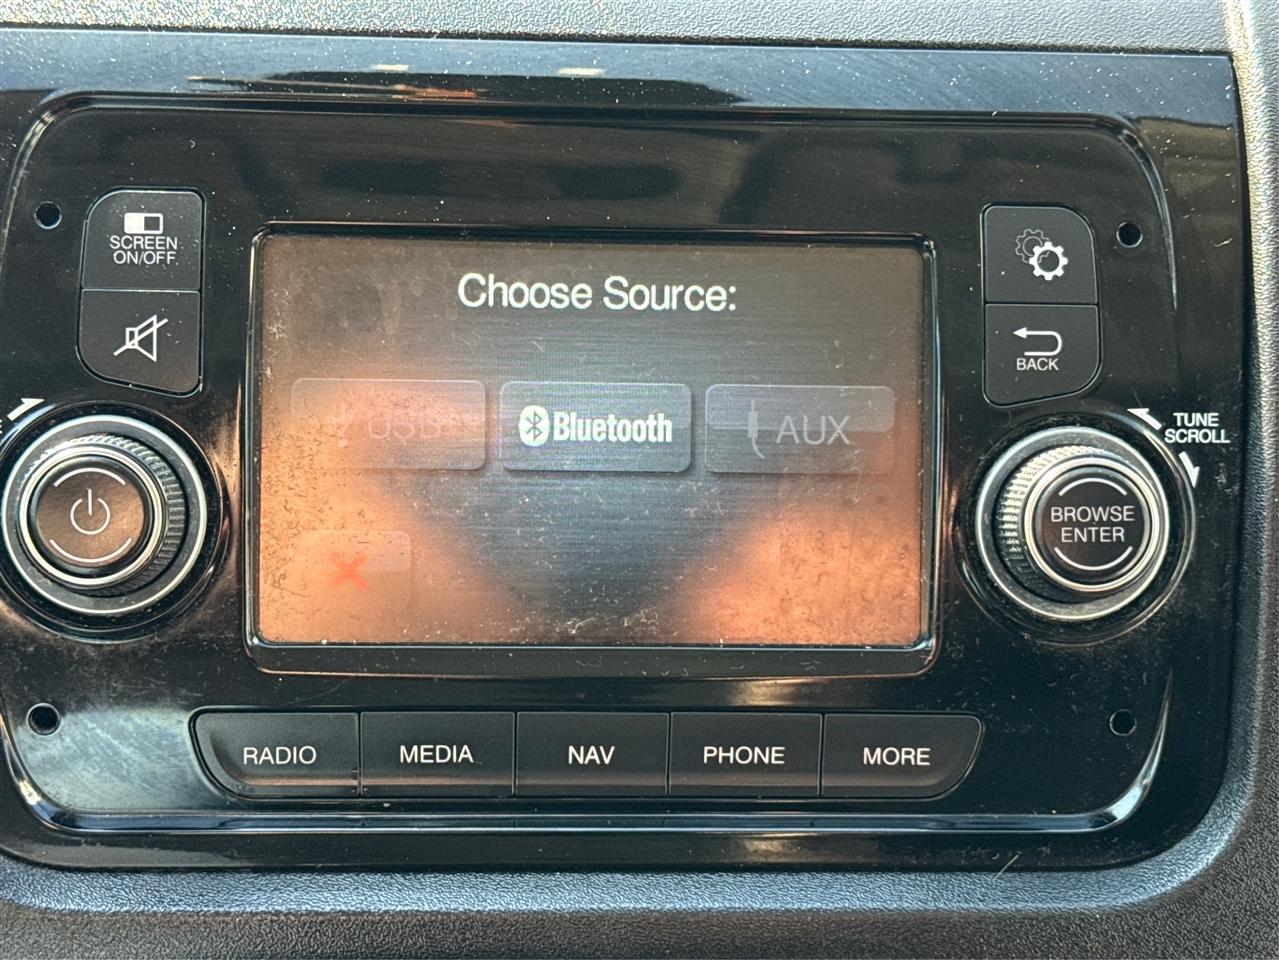 SCREEN
ON/OFF
Choose Source:
USB
Bluetooth
AUX
BACK
TUNE
SCROLL
BROWSE
ENTER
RADIO
MEDIA
NAV
PHONE
MORE